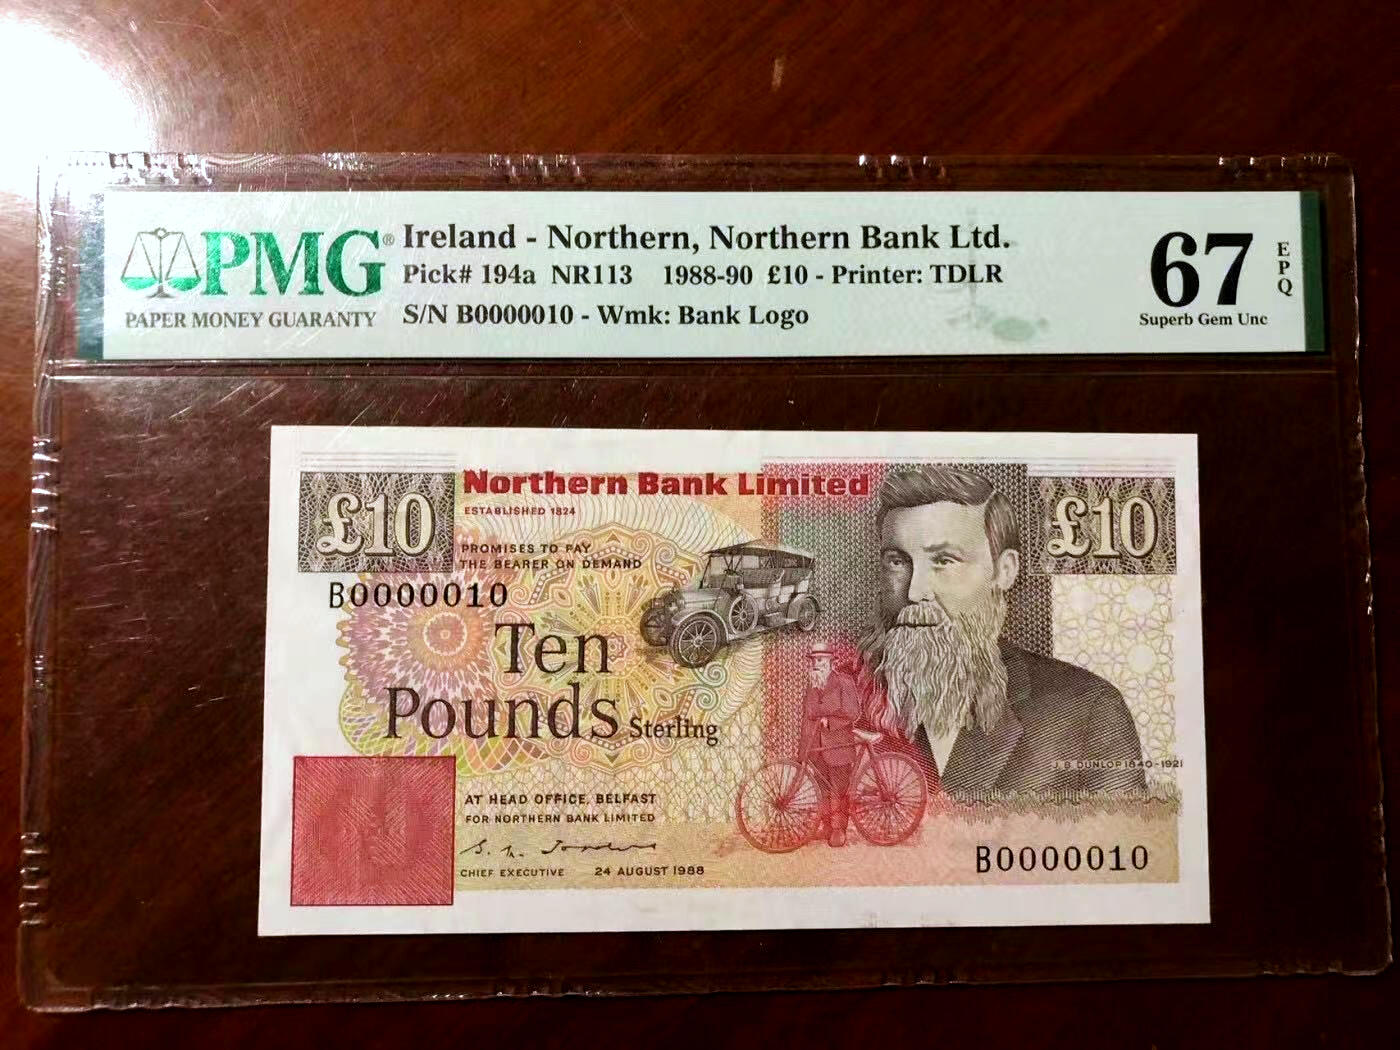 PMG®
PAPER MONEY GUARANTY
Ireland - Northern, Northern Bank Ltd.
Pick# 194a NR113 1988-90 £10 - Printer: TDLR
S/N B0000010 - Wmk: Bank Logo
67
EPQ
Superb Gem Unc
£10
Northern Bank Limited
ESTABLISHED 1824
£10
PROMISES TO PAY
THE BEARER ON DEMAND
B0000010
Ten
Pounds Sterling
J. B. DUNLOP 1840-1921
AT HEAD OFFICE, BELFAST
FOR NORTHERN BANK LIMITED
CHIEF EXECUTIVE 24 AUGUST 1988
B0000010